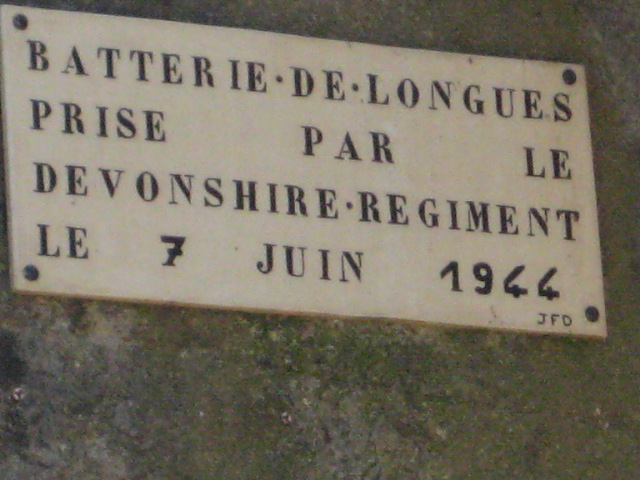 BATTERIE·DE·LONGUES
PRISE PAR LE
DEVONSHIRE·REGIMENT
LE 7 JUIN 1944
JFD